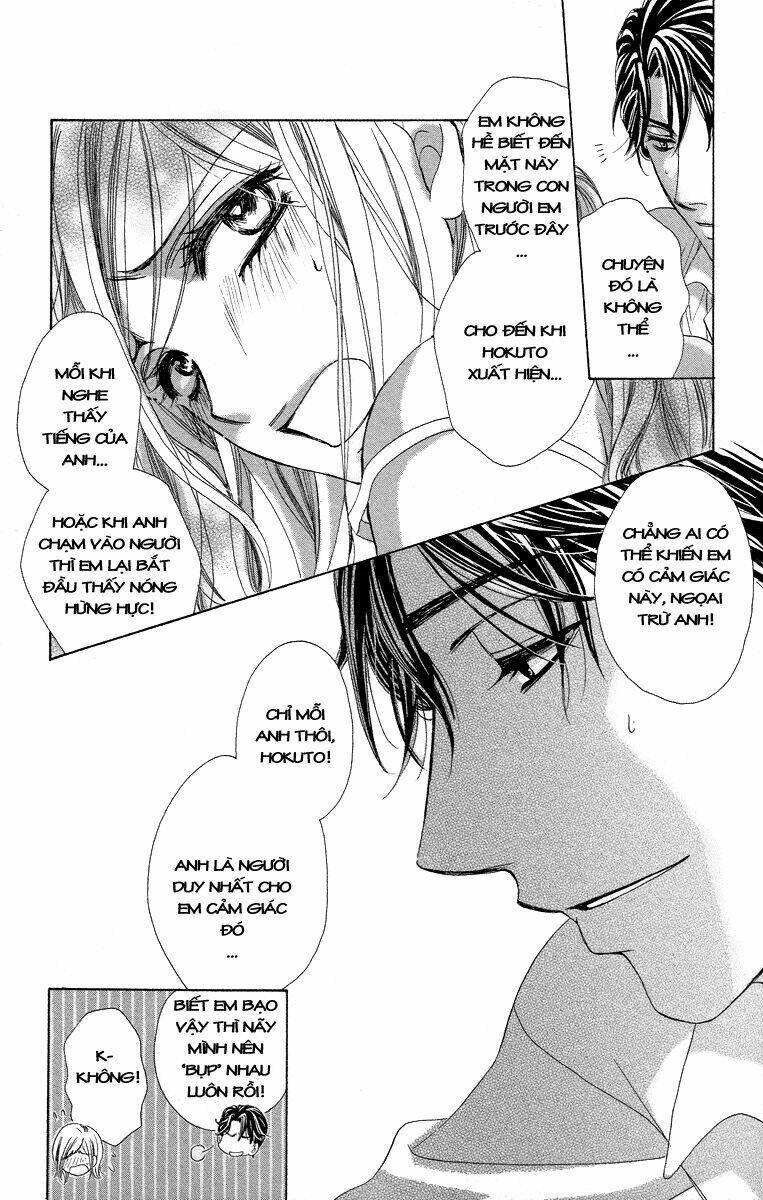 CHUYỆN
ĐÓ LÀ
KHÔNG
THỂ
...
EM KHÔNG
HỀ BIẾT ĐẾN
MẶT NÀY
TRONG CON
NGƯỜI EM
TRƯỚC ĐÂY
...
CHO ĐẾN KHI
HOKUTO
XUẤT HIỆN...
MỖI KHI
NGHE
THẤY
TIẾNG CỦA
ANH...
HOẶC KHI ANH
CHẠM VÀO NGƯỜI
THÌ EM LẠI BẮT
ĐẦU THẤY NÓNG
HỪNG HỰC!
CHẲNG AI CÓ
THỂ KHIẾN EM
CÓ CẢM GIÁC
NÀY, NGOẠI
TRỪ ANH!
CHỈ MỖI
ANH THÔI,
HOKUTO!
ANH LÀ NGƯỜI
DUY NHẤT CHO
EM CẢM GIÁC
ĐÓ
...
BIẾT EM BẠO
VẬY THÌ NÃY
MÌNH NÊN
'BỤP' NHAU
LUÔN RỒI!
K-
KHÔNG!